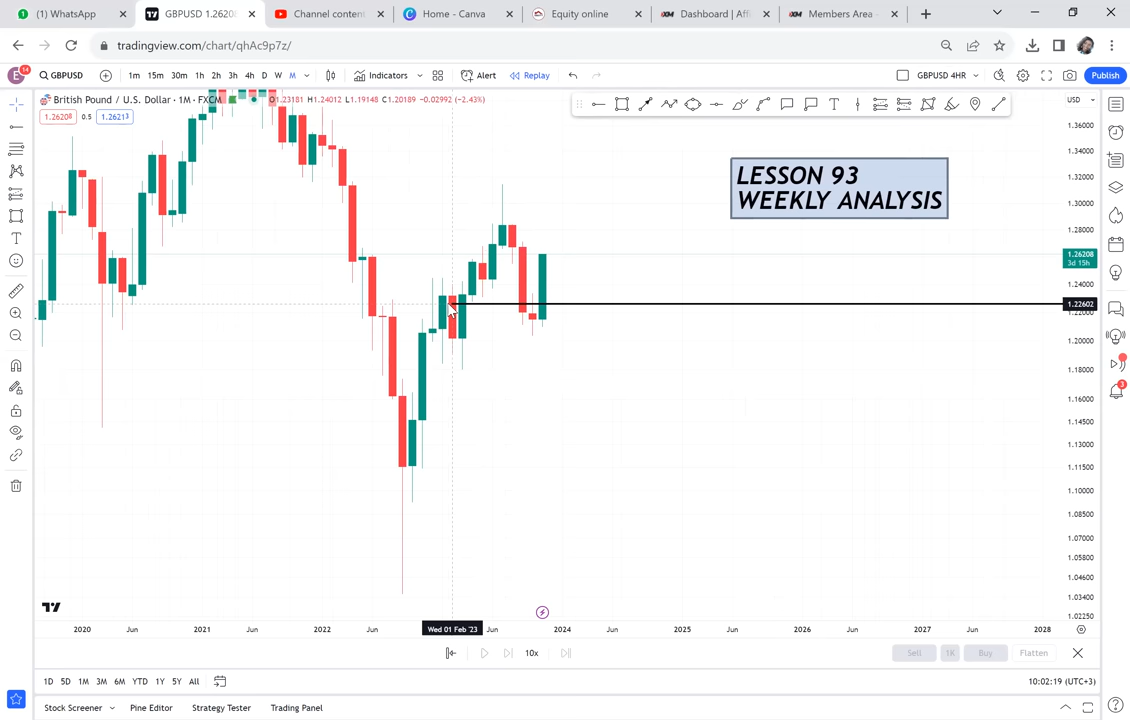 (1) WhatsApp
GBPUSD 1.26208
Channel content
Home - Canva
Equity online
Dashboard | Affi
Members Area -
tradingview.com/chart/qhAc9p7z/
E 14
GBPUSD
1m 15m 30m 1h 2h 3h 4h D W M
Indicators
Alert
Replay
GBPUSD 4HR
Publish
British Pound / U.S. Dollar · 1M · FXCM
O1.23181 H1.24012 L1.19148 C1.20189 -0.02992 (-2.43%)
USD
1.26208 0.5 1.26213
LESSON 93
WEEKLY ANALYSIS
1.36000
1.34000
1.32000
1.30000
1.28000
1.26208
3d 15h
1.24000
1.22602
1.22000
1.20000
1.18000
1.16000
1.14500
1.13000
1.11500
1.10000
1.08500
1.07000
1.05800
1.04600
1.03400
1.02250
3
2020 Jun 2021 Jun 2022 Jun Wed 01 Feb '23 Jun 2024 Jun 2025 Jun 2026 Jun 2027 Jun 2028
10x
Sell 1K Buy Flatten
1D 5D 1M 3M 6M YTD 1Y 5Y All
10:02:19 (UTC+3)
Stock Screener Pine Editor Strategy Tester Trading Panel